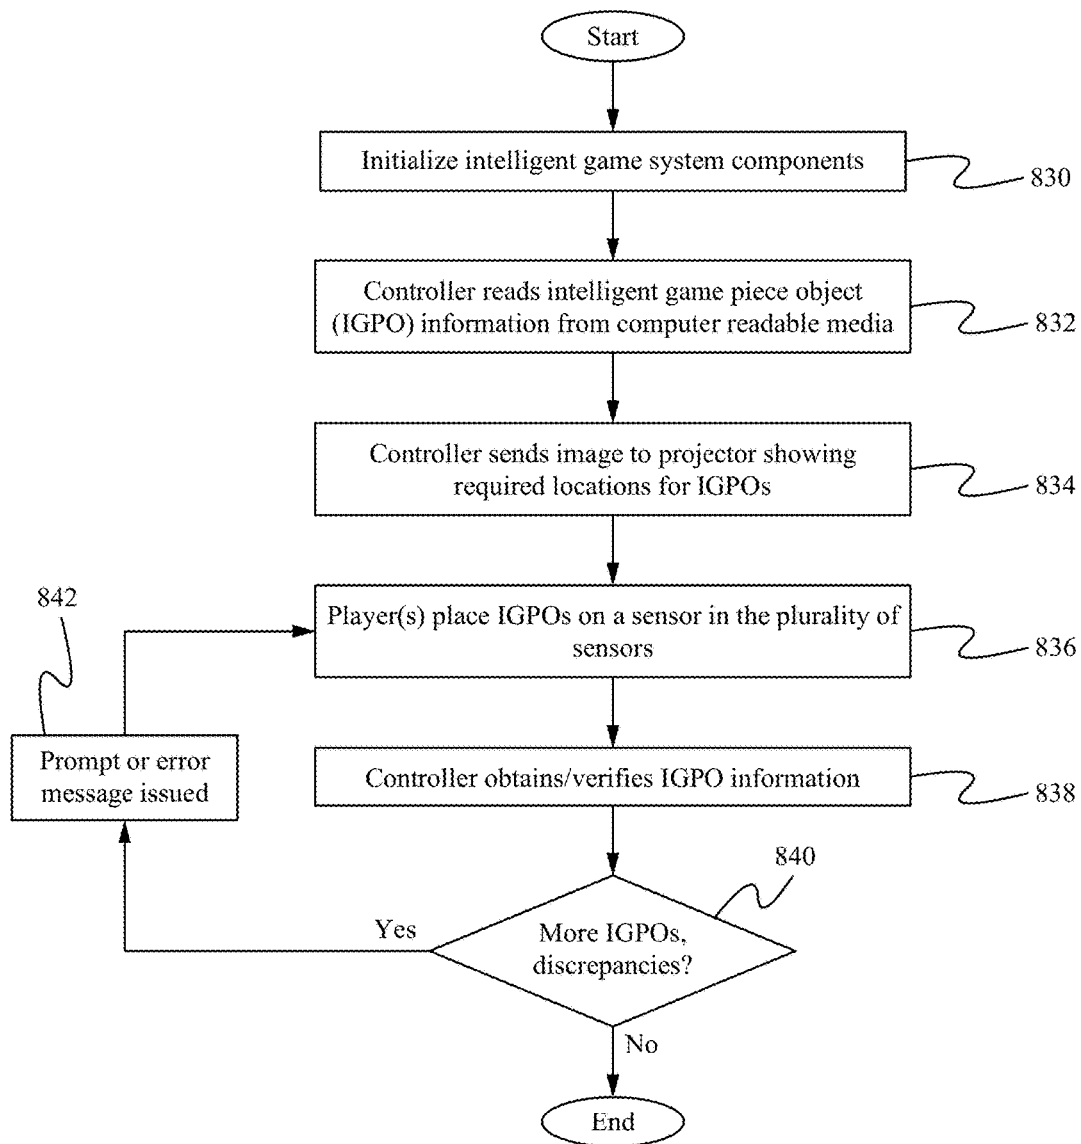 Start
Initialize intelligent game system components
830
Controller reads intelligent game piece object
(IGPO) information from computer readable media
832
Controller sends image to projector showing
required locations for IGPOs
834
842
Player(s) place IGPOs on a sensor in the plurality of
sensors
836
Prompt or error
message issued
Controller obtains/verifies IGPO information
838
840
Yes
More IGPOs,
discrepancies?
No
End